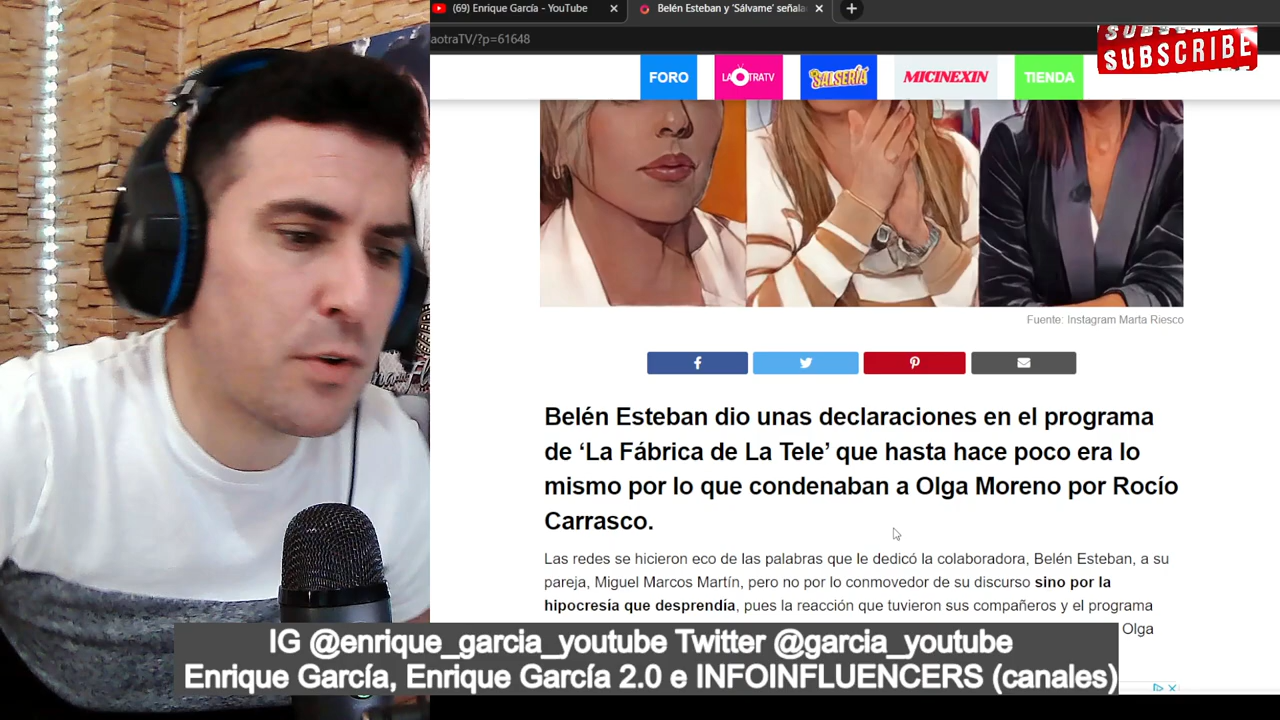 (69) Enrique García - YouTube
Belén Esteban y 'Sálvame' señala
aotraTV/?p=61648
SUBSCRIBE
SUBSCRIBE
FORO
LAOTRATV
SALSERÍA
MICINEXIN
TIENDA
Fuente: Instagram Marta Riesco
Belén Esteban dio unas declaraciones en el programa
de ‘La Fábrica de La Tele’ que hasta hace poco era lo
mismo por lo que condenaban a Olga Moreno por Rocío
Carrasco.
Las redes se hicieron eco de las palabras que le dedicó la colaboradora, Belén Esteban, a su
pareja, Miguel Marcos Martín, pero no por lo conmovedor de su discurso sino por la
hipocresía que desprendía, pues la reacción que tuvieron sus compañeros y el programa
Olga
IG @enrique_garcia_youtube Twitter @garcia_youtube
Enrique García, Enrique García 2.0 e INFOINFLUENCERS (canales)